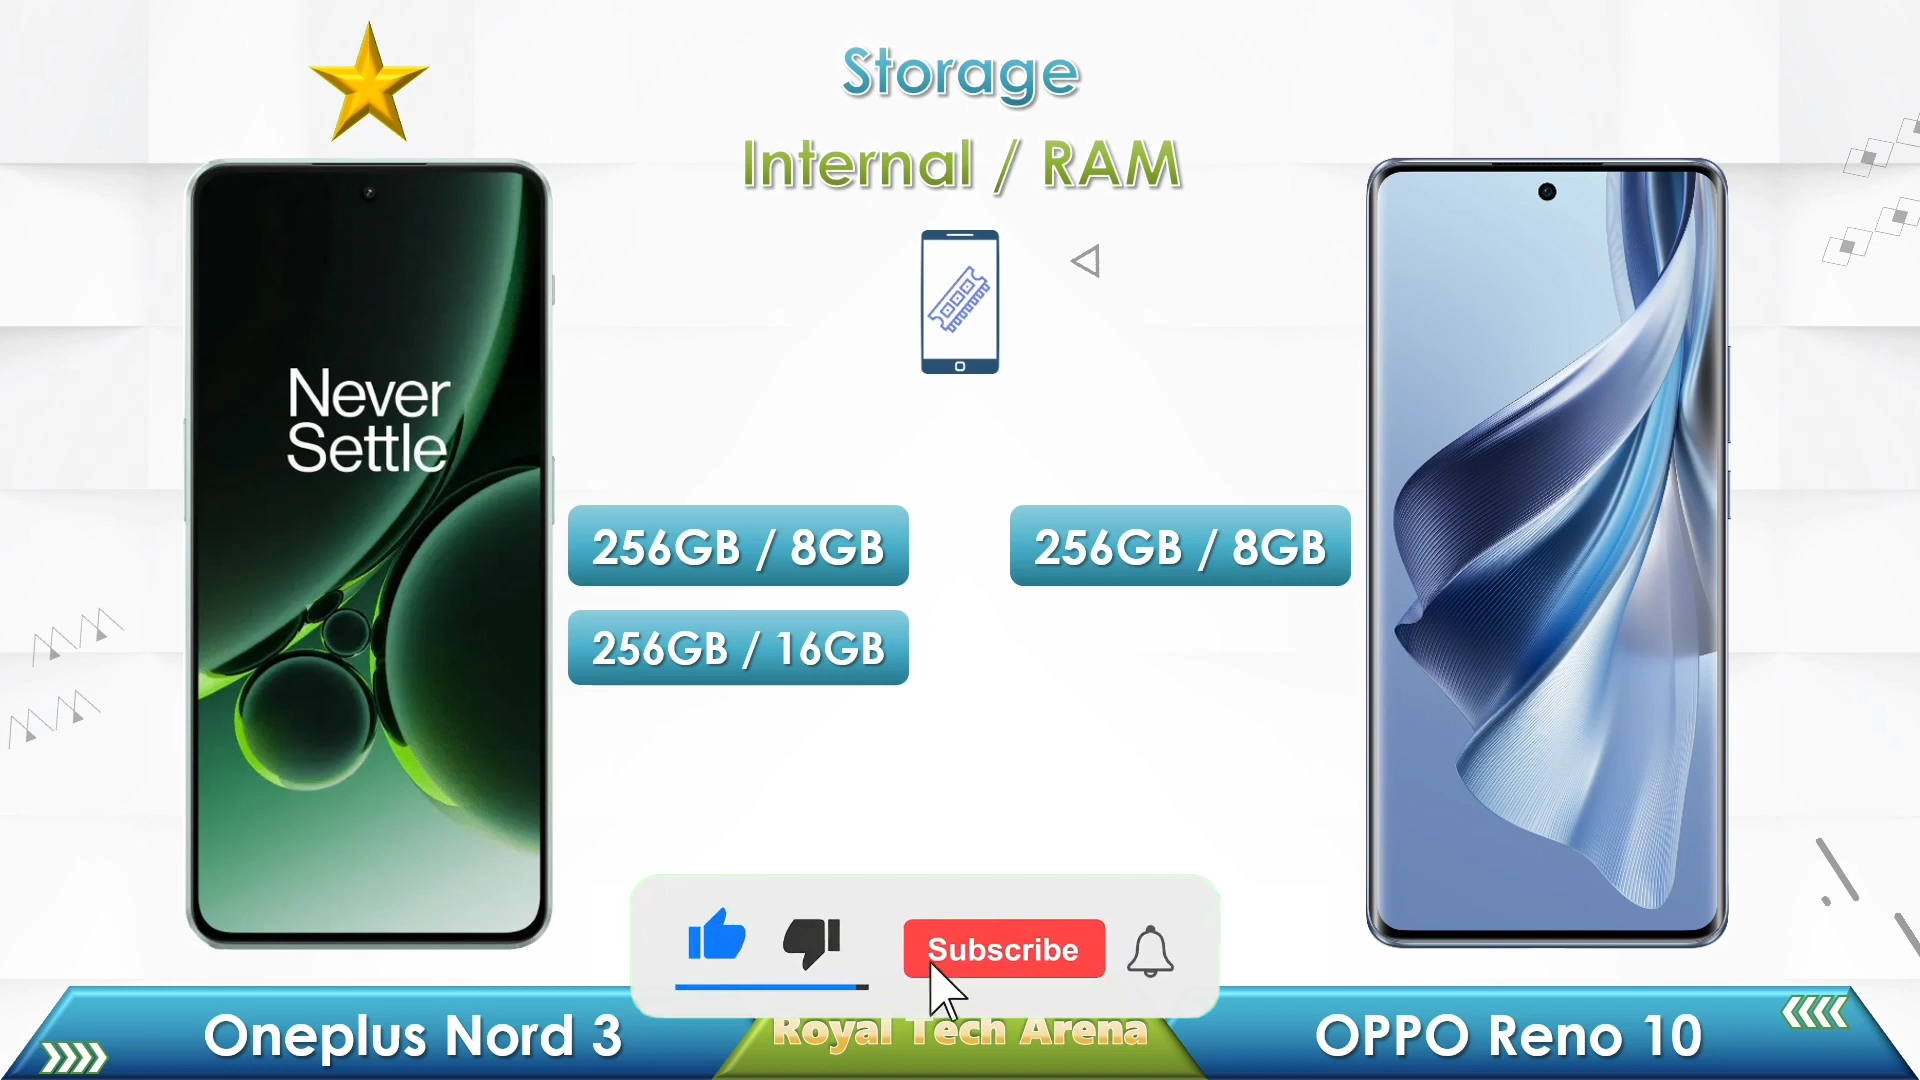 Storage
Internal / RAM
Never
Settle
256GB / 8GB
256GB / 16GB
256GB / 8GB
Subscribe
Oneplus Nord 3
Royal Tech Arena
OPPO Reno 10